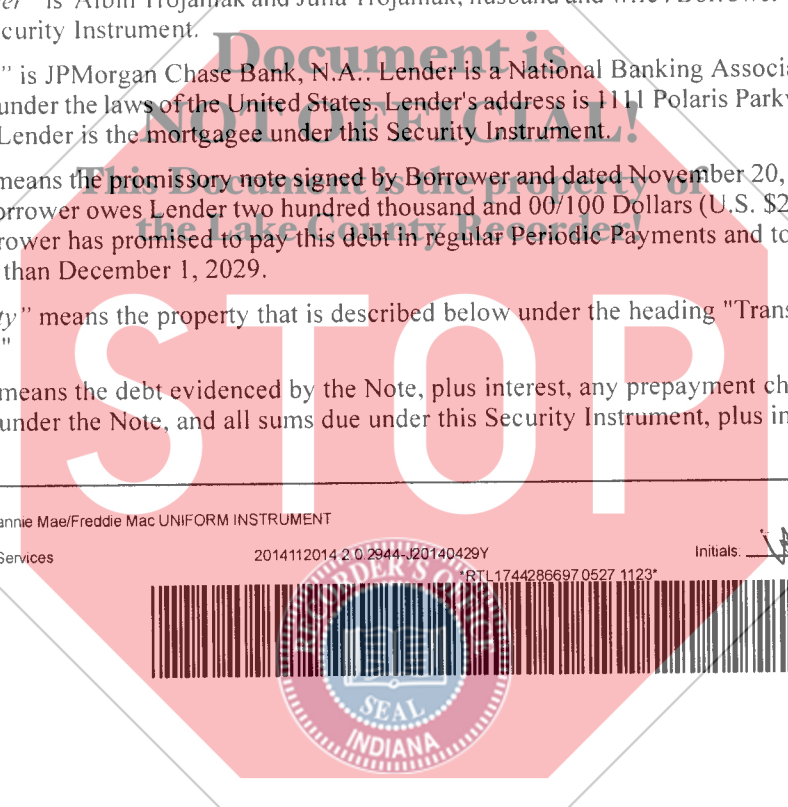 er" is Albin Trojaniak and Julia Trojaniak, husband and wife. Borrower
curity Instrument.
Document is
" is JPMorgan Chase Bank, N.A.. Lender is a National Banking Associa
under the laws of the United States. Lender's address is 1111 Polaris Parkw
NOT OFFICIAL!
Lender is the mortgagee under this Security Instrument.
means the promissory note signed by Borrower and dated November 20,
This Document is the property of
orrower owes Lender two hundred thousand and 00/100 Dollars (U.S. $2
the Lake County Recorder!
rower has promised to pay this debt in regular Periodic Payments and to
than December 1, 2029.
ty" means the property that is described below under the heading "Trans
"
STOP
means the debt evidenced by the Note, plus interest, any prepayment ch
under the Note, and all sums due under this Security Instrument, plus in
annie Mae/Freddie Mac UNIFORM INSTRUMENT
Services 2014112014 2 0.2944-J20140429Y Initials.
*RTL1744286697 0527 1123*
RECORDER'S OFFICE
SEAL
INDIANA